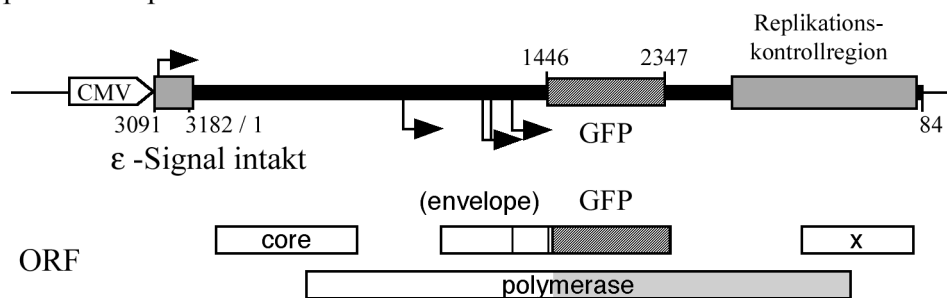 Replikations-
kontrollregion
1446
2347
CMV
3091
3182 / 1
GFP
84
ε -Signal intakt
(envelope)
GFP
core
x
ORF
polymerase